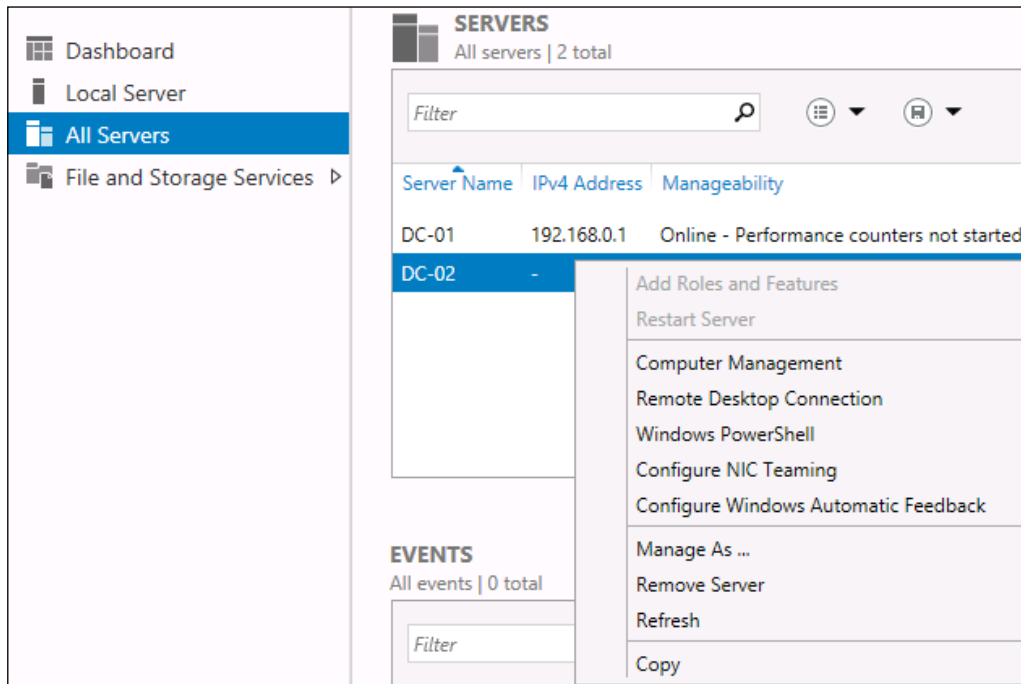 Dashboard
Local Server
All Servers
File and Storage Services
SERVERS
All servers | 2 total
Filter
Server Name IPv4 Address Manageability
DC-01 192.168.0.1 Online - Performance counters not started
DC-02 -
Add Roles and Features
Restart Server
Computer Management
Remote Desktop Connection
Windows PowerShell
Configure NIC Teaming
Configure Windows Automatic Feedback
Manage As ...
Remove Server
Refresh
Copy
EVENTS
All events | 0 total
Filter